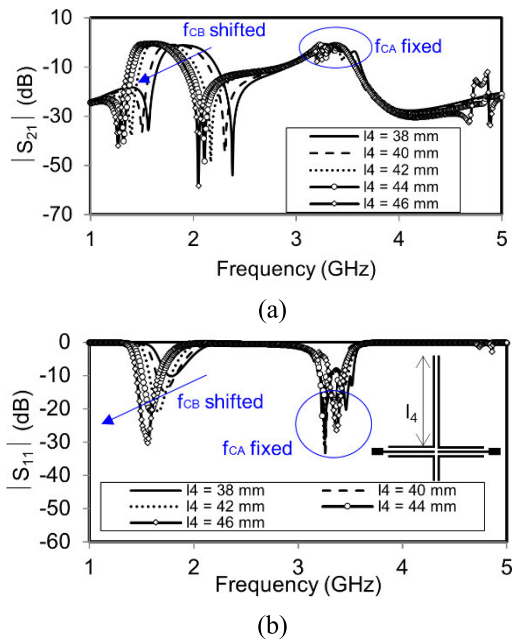 10
-10
-30
-50
-70
|S21| (dB)
fCB shifted
fCA fixed
l4 = 38 mm
l4 = 40 mm
l4 = 42 mm
l4 = 44 mm
l4 = 46 mm
1 2 3 4 5
Frequency (GHz)
(a)
0
-10
-20
-30
-40
-50
-60
|S11| (dB)
fCB shifted
fCA fixed
l4
l4 = 38 mm l4 = 40 mm
l4 = 42 mm l4 = 44 mm
l4 = 46 mm
1 2 3 4 5
Frequency (GHz)
(b)